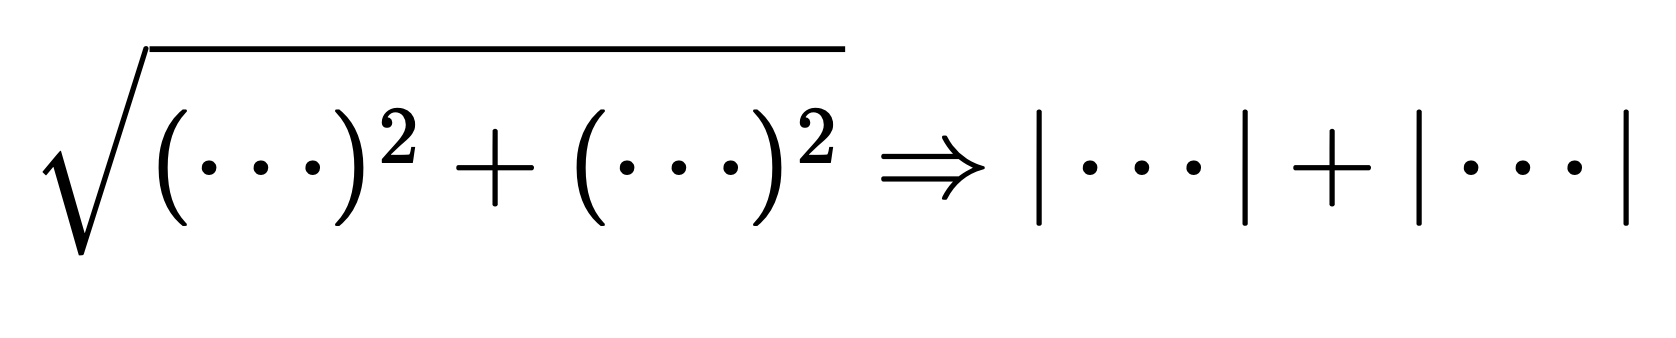 √(···)² + (···)² ⇒ | ··· | + | ··· |